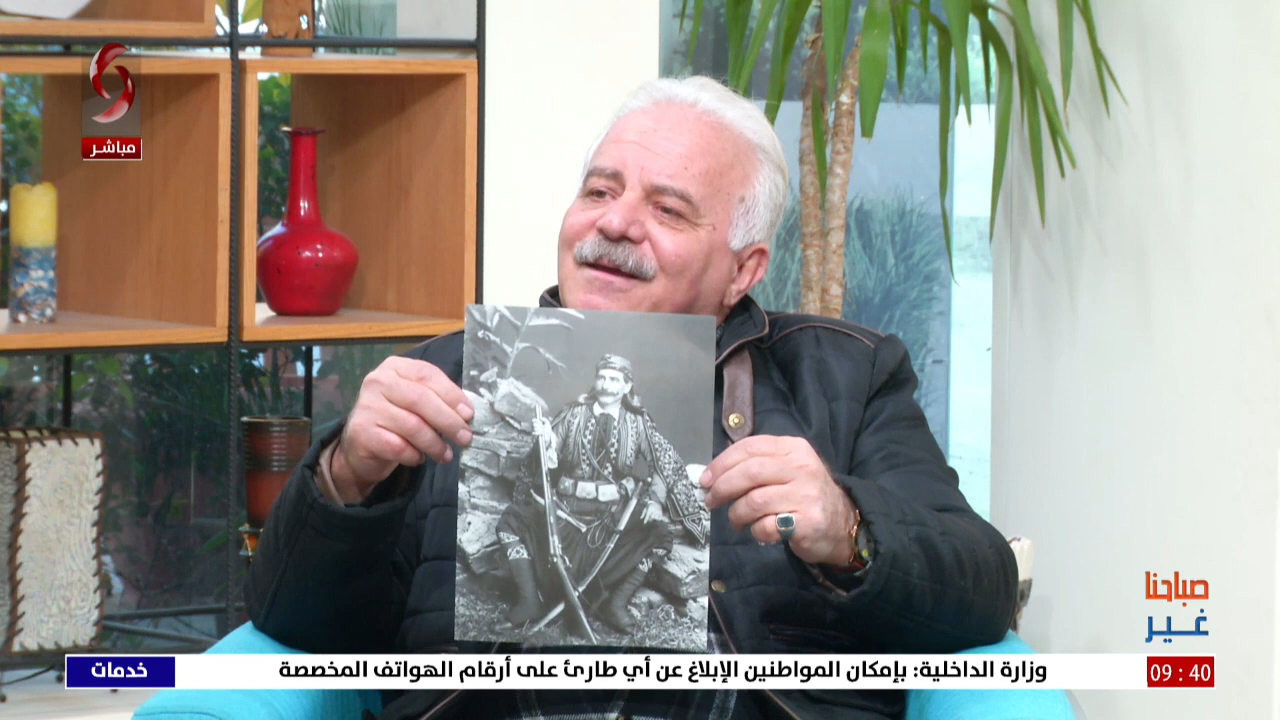 مباشر
صباحنا
غير
وزارة الداخلية: بإمكان المواطنين الإبلاغ عن أي طارئ على أرقام الهواتف المخصصة
خدمات
09 : 40